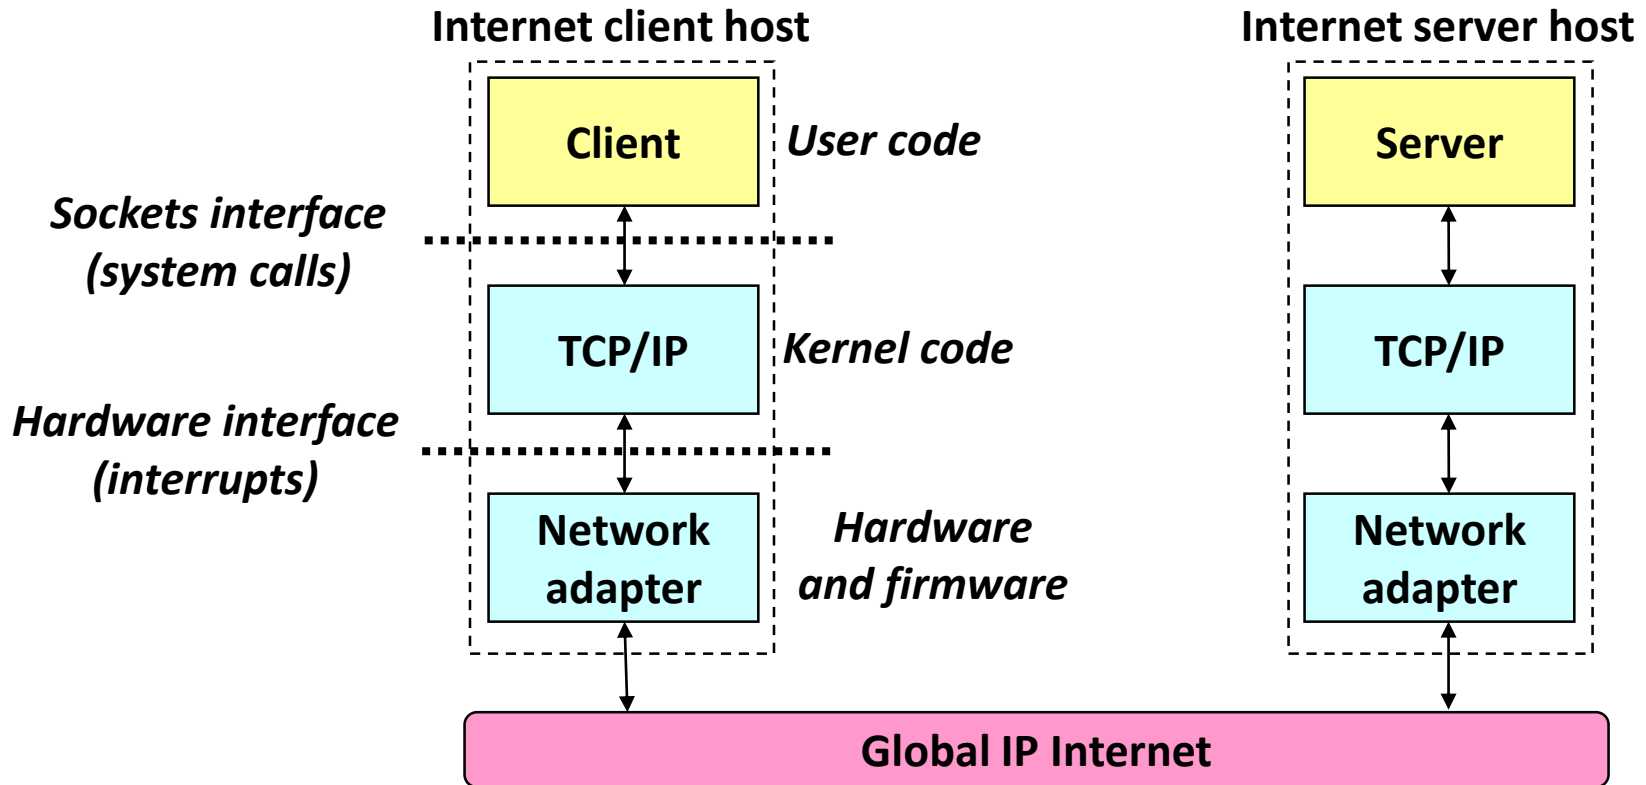 Internet client host
Internet server host
Client
User code
Server
Sockets interface
(system calls)
TCP/IP
Kernel code
TCP/IP
Hardware interface
(interrupts)
Network
adapter
Hardware
and firmware
Network
adapter
Global IP Internet